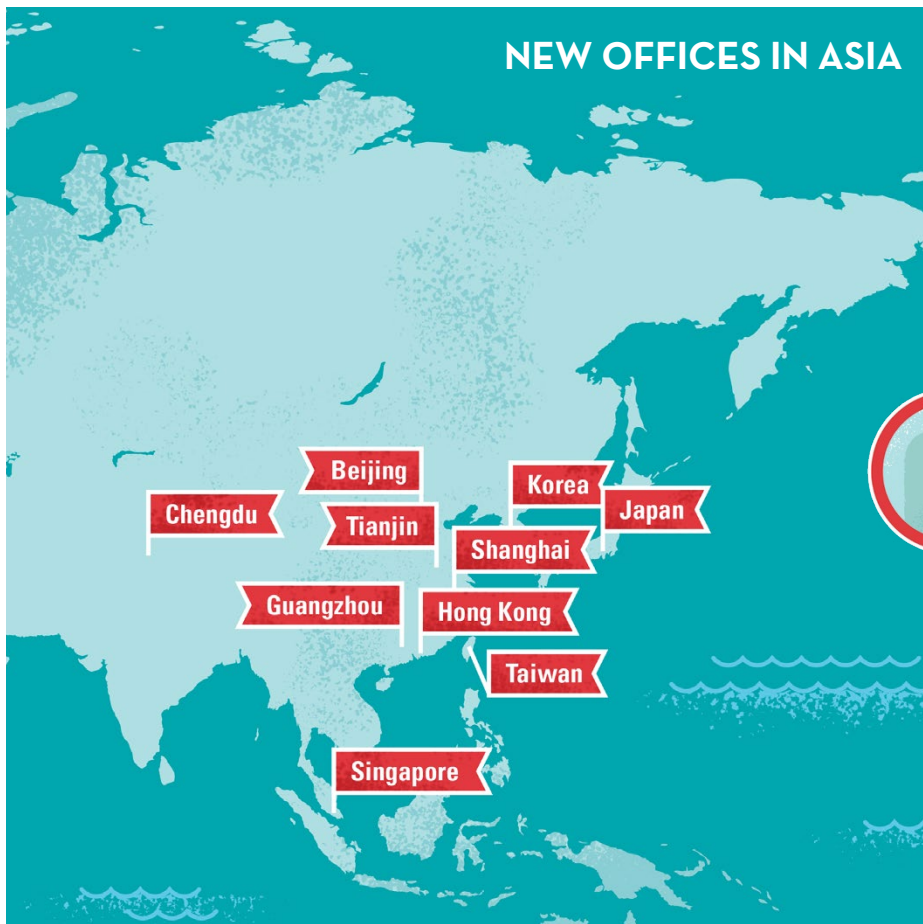 NEW OFFICES IN ASIA
Beijing
Korea
Chengdu
Japan
Tianjin
Shanghai
Guangzhou
Hong Kong
Taiwan
Singapore